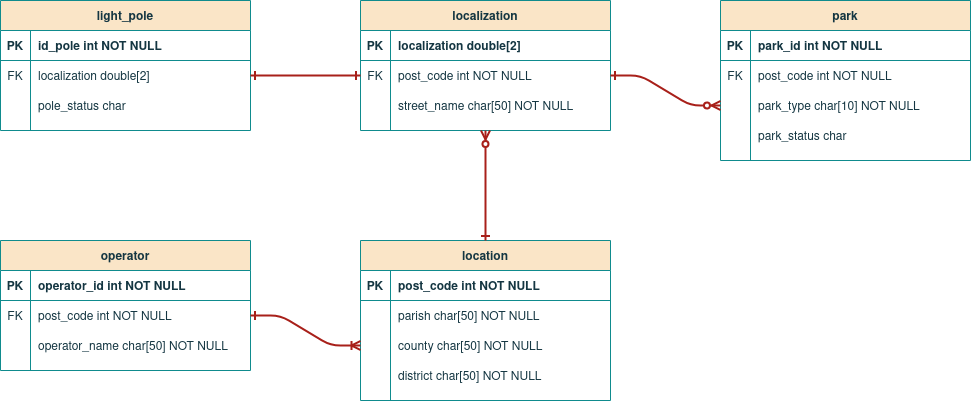 light_pole
PK id_pole int NOT NULL
FK localization double[2]
pole_status char
localization
PK localization double[2]
FK post_code int NOT NULL
street_name char[50] NOT NULL
park
PK park_id int NOT NULL
FK post_code int NOT NULL
park_type char[10] NOT NULL
park_status char
operator
PK operator_id int NOT NULL
FK post_code int NOT NULL
operator_name char[50] NOT NULL
location
PK post_code int NOT NULL
parish char[50] NOT NULL
county char[50] NOT NULL
district char[50] NOT NULL